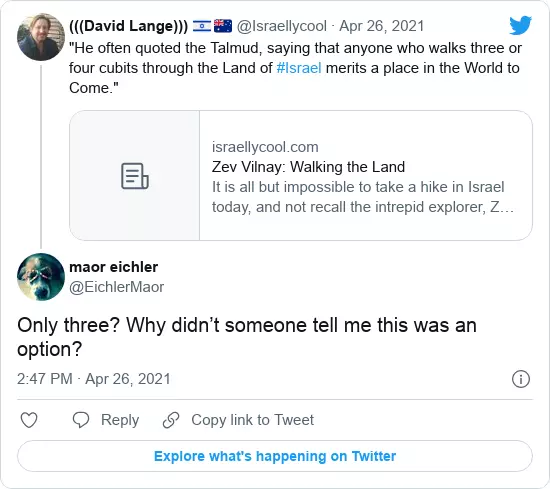 (((David Lange))) 🇮🇱 🇦🇺 @Israellycool · Apr 26, 2021
"He often quoted the Talmud, saying that anyone who walks three or
four cubits through the Land of #Israel merits a place in the World to
Come."
israellycool.com
Zev Vilnay: Walking the Land
It is all but impossible to take a hike in Israel
today, and not recall the intrepid explorer, Z…
maor eichler
@EichlerMaor
Only three? Why didn’t someone tell me this was an
option?
2:47 PM · Apr 26, 2021
Reply
Copy link to Tweet
Explore what's happening on Twitter